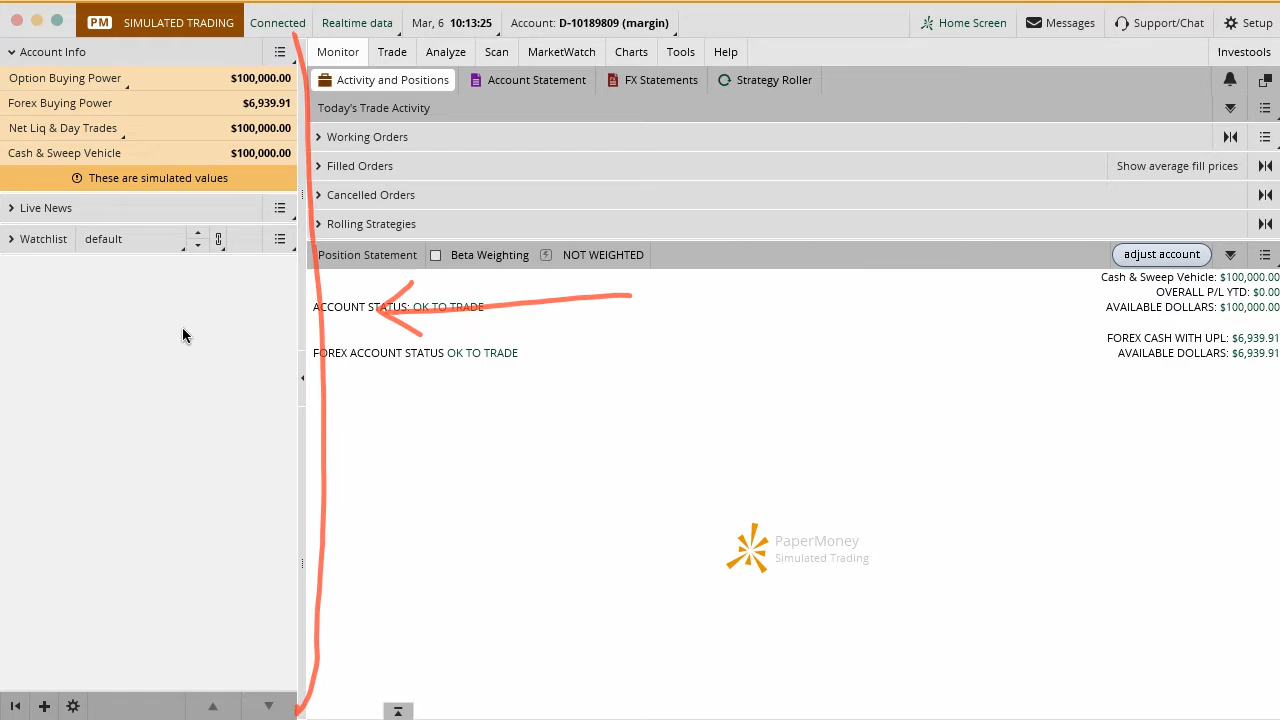 PM SIMULATED TRADING Connected Realtime data Mar, 6 10:13:25 Account: D-10189809 (margin) Home Screen Messages Support/Chat Setup
Account Info Monitor Trade Analyze Scan MarketWatch Charts Tools Help Investools
Option Buying Power $100,000.00 Activity and Positions Account Statement FX Statements Strategy Roller
Forex Buying Power $6,939.91 Today's Trade Activity
Net Liq & Day Trades $100,000.00 Working Orders
Cash & Sweep Vehicle $100,000.00 Filled Orders Show average fill prices
These are simulated values Cancelled Orders
Live News Rolling Strategies
Watchlist default Position Statement Beta Weighting NOT WEIGHTED adjust account
Cash & Sweep Vehicle: $100,000.00
OVERALL P/L YTD: $0.00
ACCOUNT STATUS: OK TO TRADE AVAILABLE DOLLARS: $100,000.00
FOREX CASH WITH UPL: $6,939.91
FOREX ACCOUNT STATUS OK TO TRADE AVAILABLE DOLLARS: $6,939.91
PaperMoney
Simulated Trading